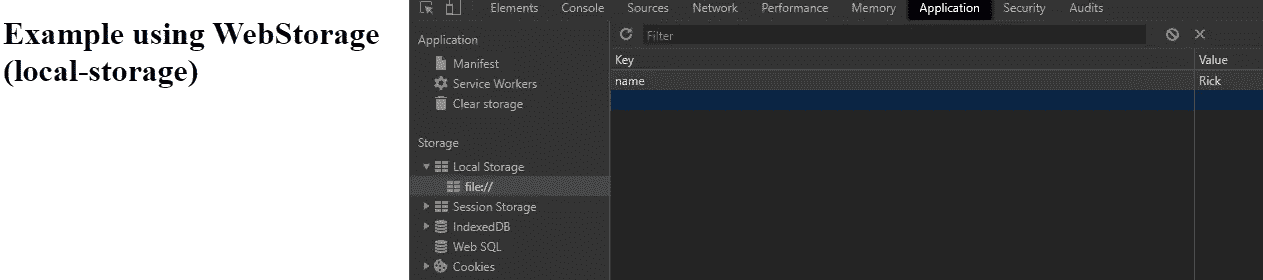 Example using WebStorage
(local-storage)
Elements Console Sources Network Performance Memory Application Security Audits
Application
Manifest
Service Workers
Clear storage
Storage
Local Storage
file://
Session Storage
IndexedDB
Web SQL
Cookies
Filter
Key Value
name Rick